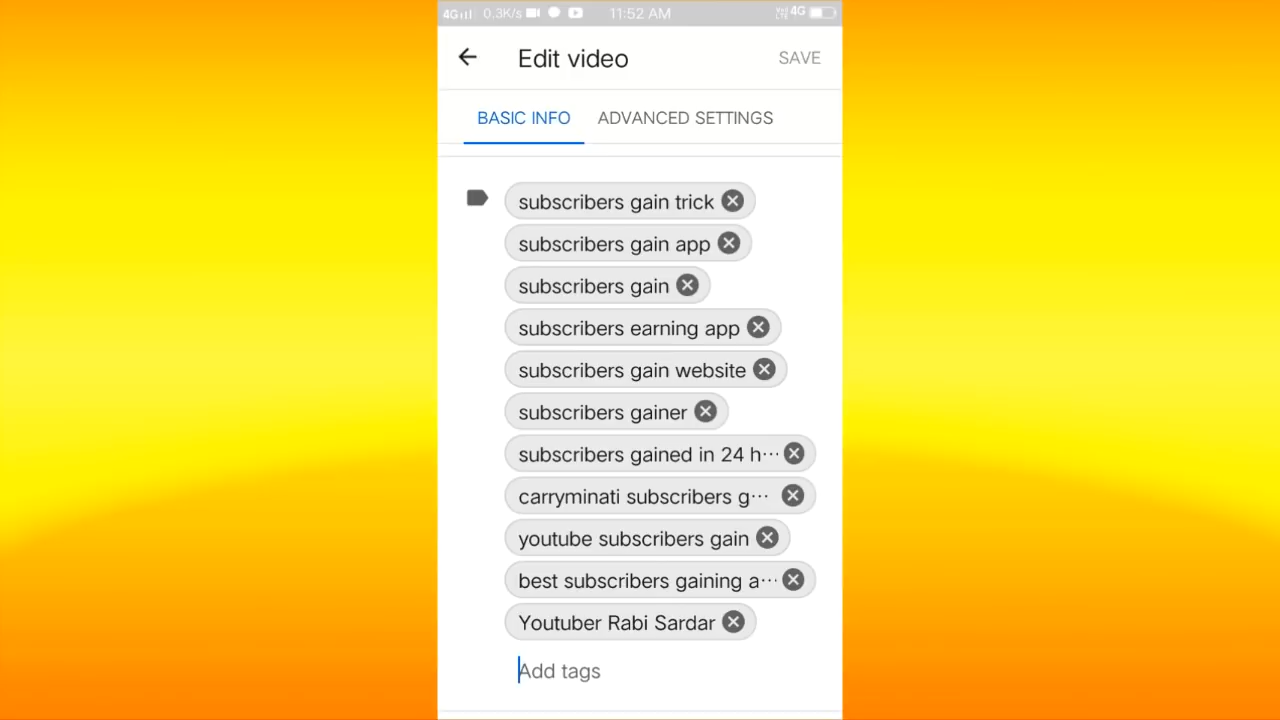 4G 0.3K/s 11:52 AM 4G
Edit video SAVE
BASIC INFO ADVANCED SETTINGS
subscribers gain trick
subscribers gain app
subscribers gain
subscribers earning app
subscribers gain website
subscribers gainer
subscribers gained in 24 h···
carryminati subscribers g···
youtube subscribers gain
best subscribers gaining a···
Youtuber Rabi Sardar
Add tags